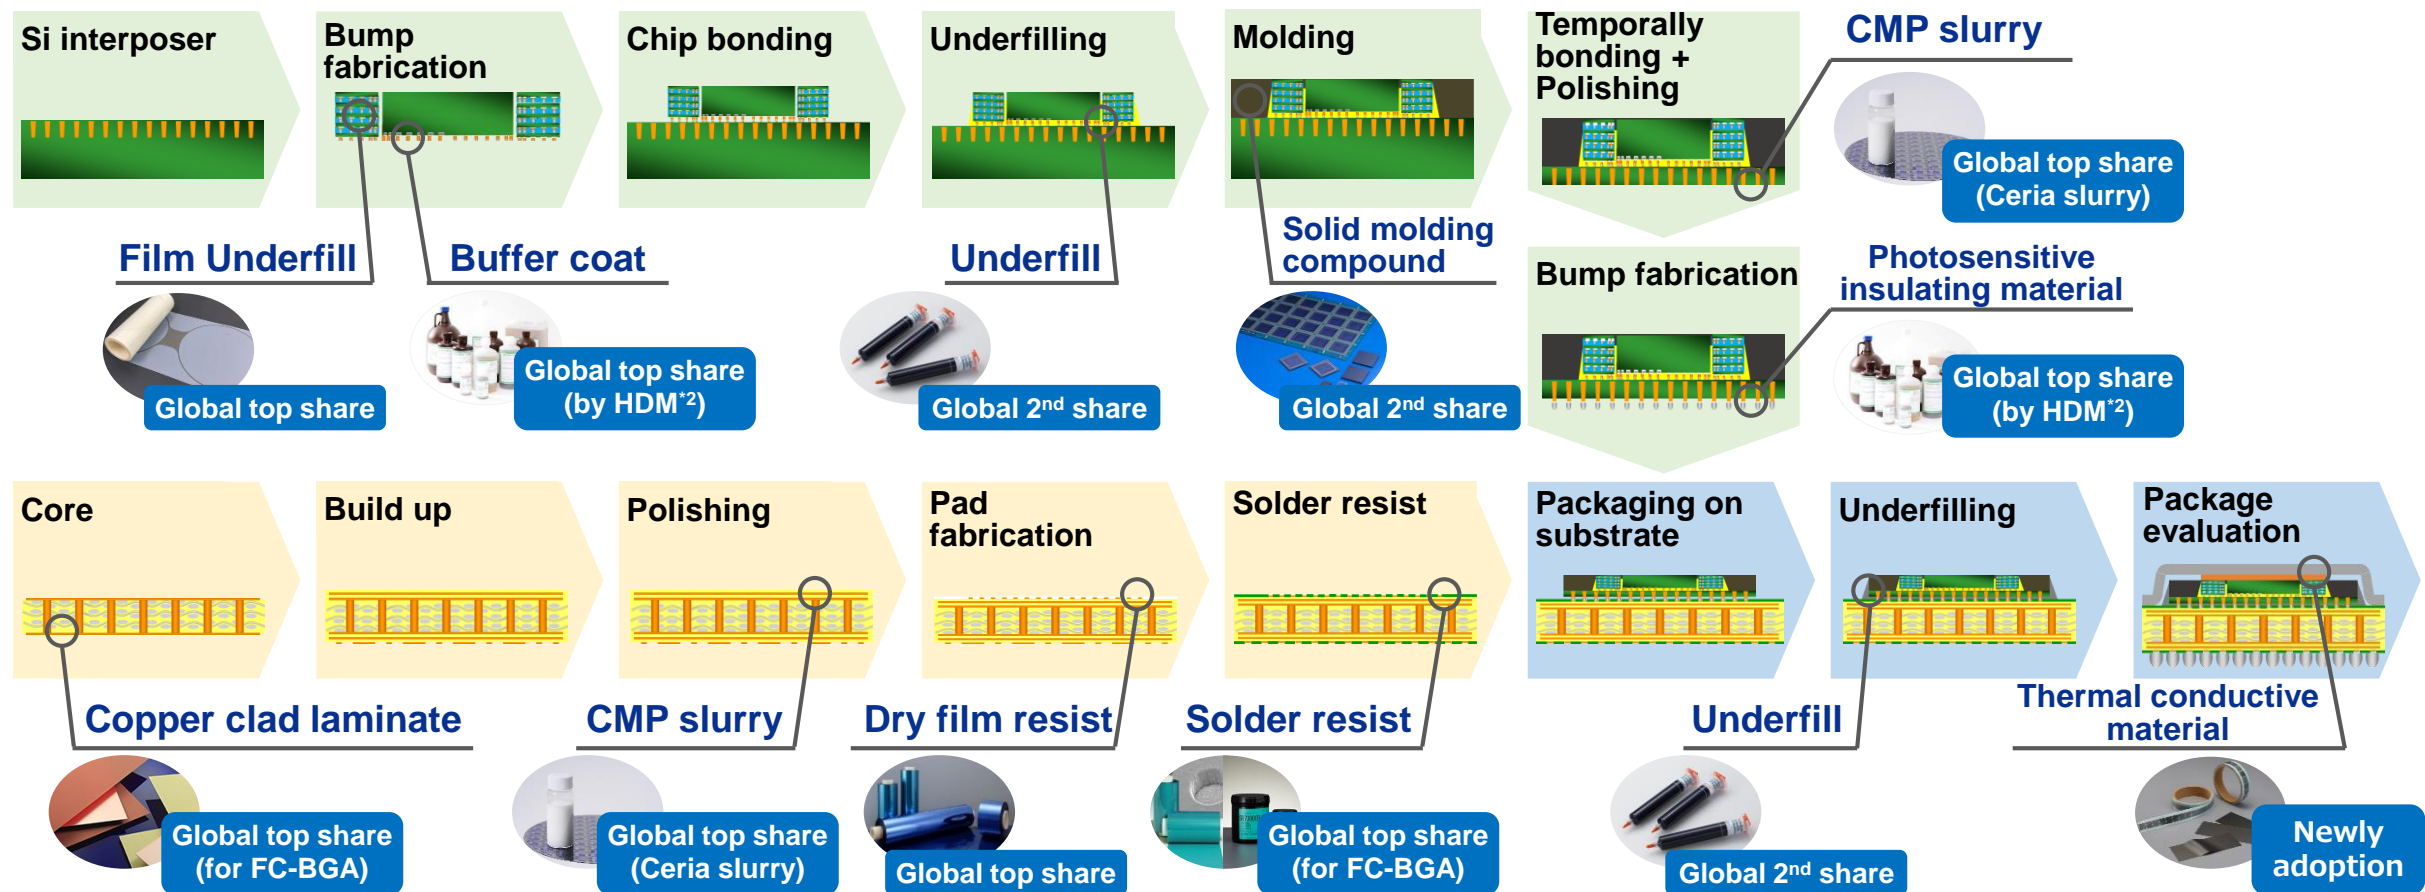 Si interposer
Bump
fabrication
Chip bonding
Underfilling
Molding
Temporally
bonding +
Polishing
CMP slurry
Global top share
(Ceria slurry)
Film Underfill
Global top share
Buffer coat
Global top share
(by HDM*2)
Underfill
Global 2nd share
Solid molding
compound
Global 2nd share
Bump fabrication
Photosensitive
insulating material
Global top share
(by HDM*2)
Core
Build up
Polishing
Pad
fabrication
Solder resist
Packaging on
substrate
Underfilling
Package
evaluation
Copper clad laminate
Global top share
(for FC-BGA)
CMP slurry
Global top share
(Ceria slurry)
Dry film resist
Global top share
Solder resist
Global top share
(for FC-BGA)
Underfill
Global 2nd share
Thermal conductive
material
Newly
adoption